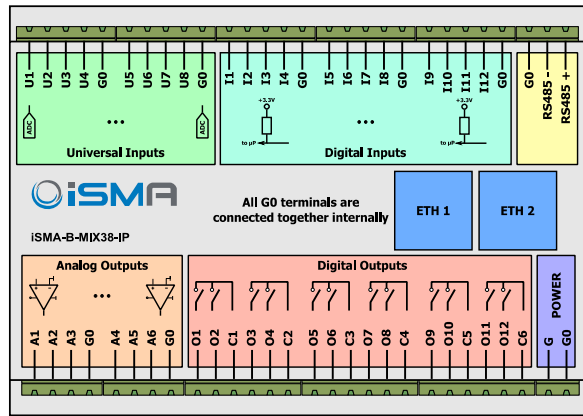 U1 U2 U3 U4 G0 U5 U6 U7 U8 G0 I1 I2 I3 I4 G0 I5 I6 I7 I8 G0 I9 I10 I11 I12 G0 G0 RS485 - RS485 +
+3.3V +3.3V
ADC ... ADC ...
to µP to µP
Universal Inputs Digital Inputs
iSMA
All G0 terminals are
connected together internally
ETH 1 ETH 2
iSMA-B-MIX38-IP
Analog Outputs Digital Outputs POWER
...
A1 A2 A3 G0 A4 A5 A6 G0 O1 O2 C1 O3 O4 C2 O5 O6 C3 O7 O8 C4 O9 O10 C5 O11 O12 C6 G G0